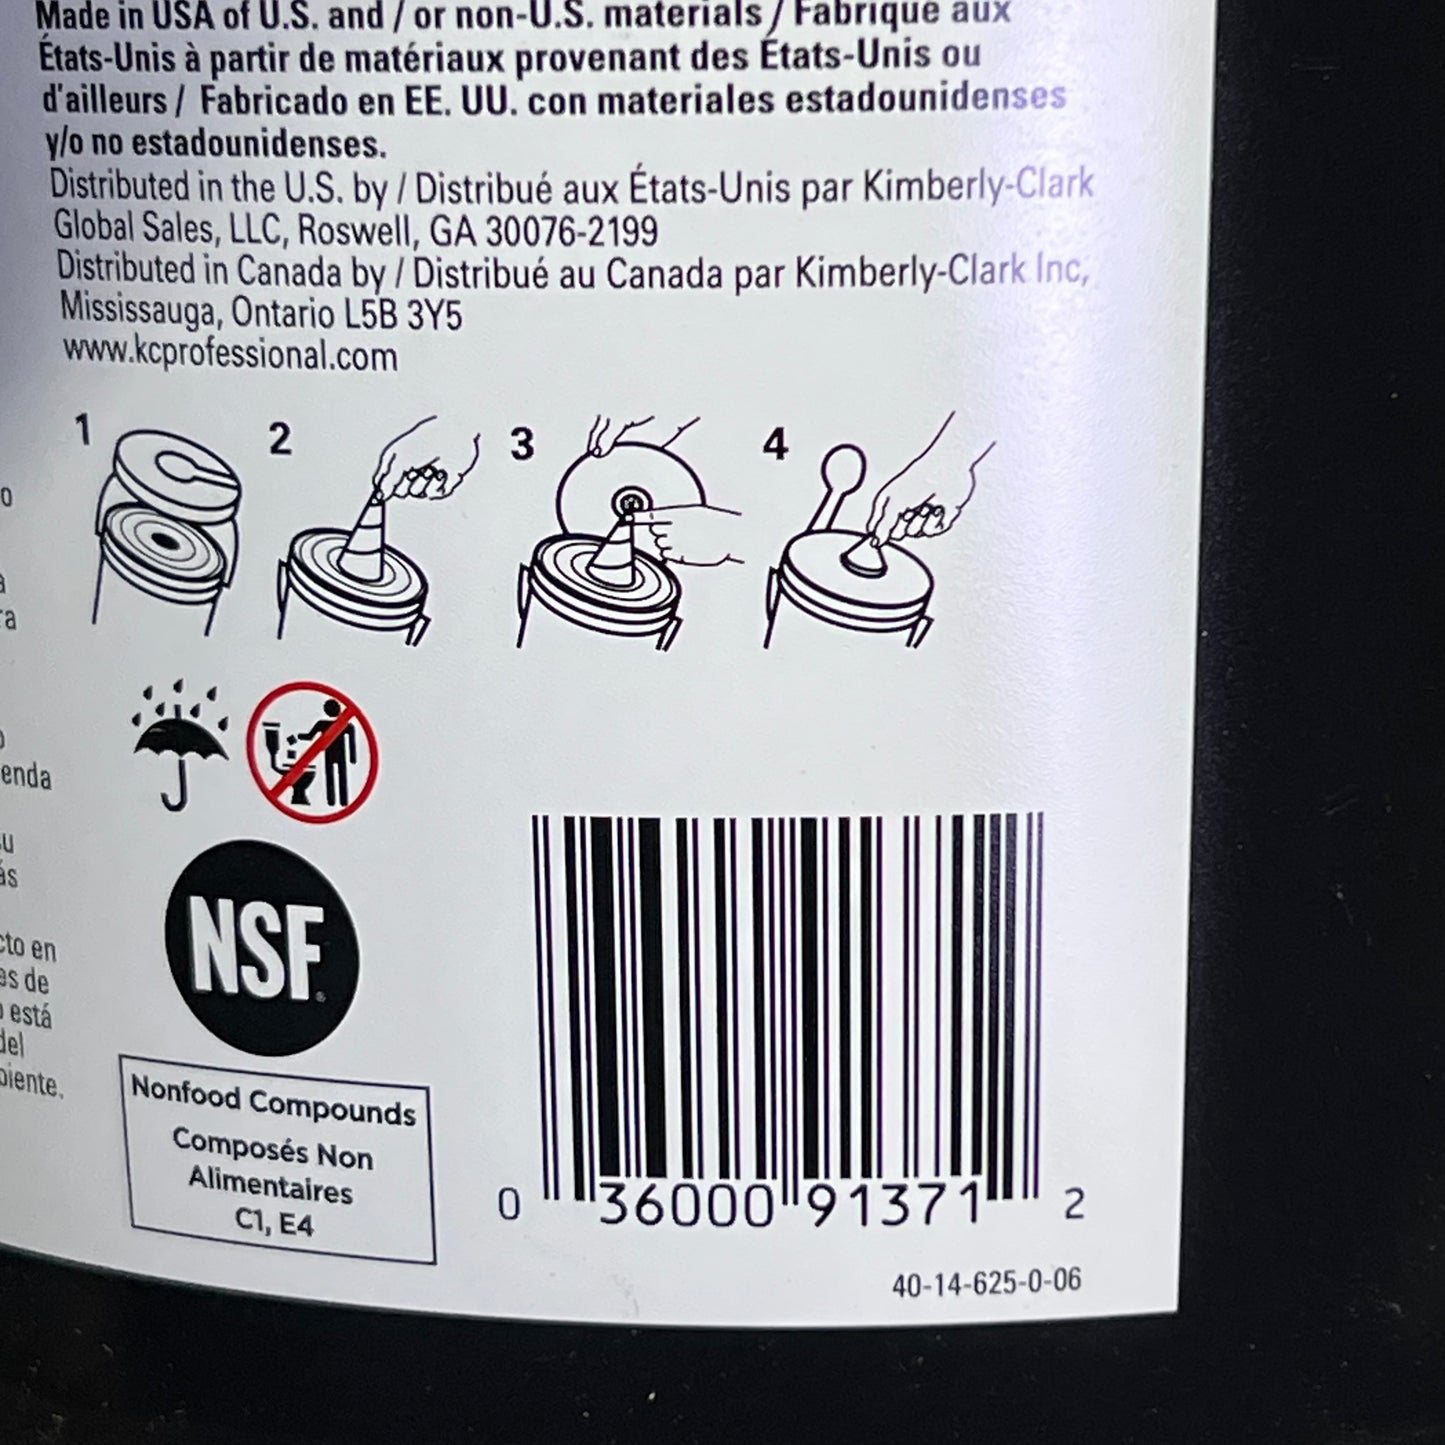 Made in USA of U.S. and / or non-U.S. materials / Fabriqué aux
États-Unis à partir de matériaux provenant des États-Unis ou
d'ailleurs / Fabricado en EE. UU. con materiales estadounidenses
y/o no estadounidenses.
Distributed in the U.S. by / Distribué aux États-Unis par Kimberly-Clark
Global Sales, LLC, Roswell, GA 30076-2199
Distributed in Canada by / Distribué au Canada par Kimberly-Clark Inc,
Mississauga, Ontario L5B 3Y5
www.kcprofessional.com
1 2 3 4
enda
cto en
de
está
del
NSF®
Nonfood Compounds
Composés Non
Alimentaires
C1, E4
0 36000 91371 2
40-14-625-0-06